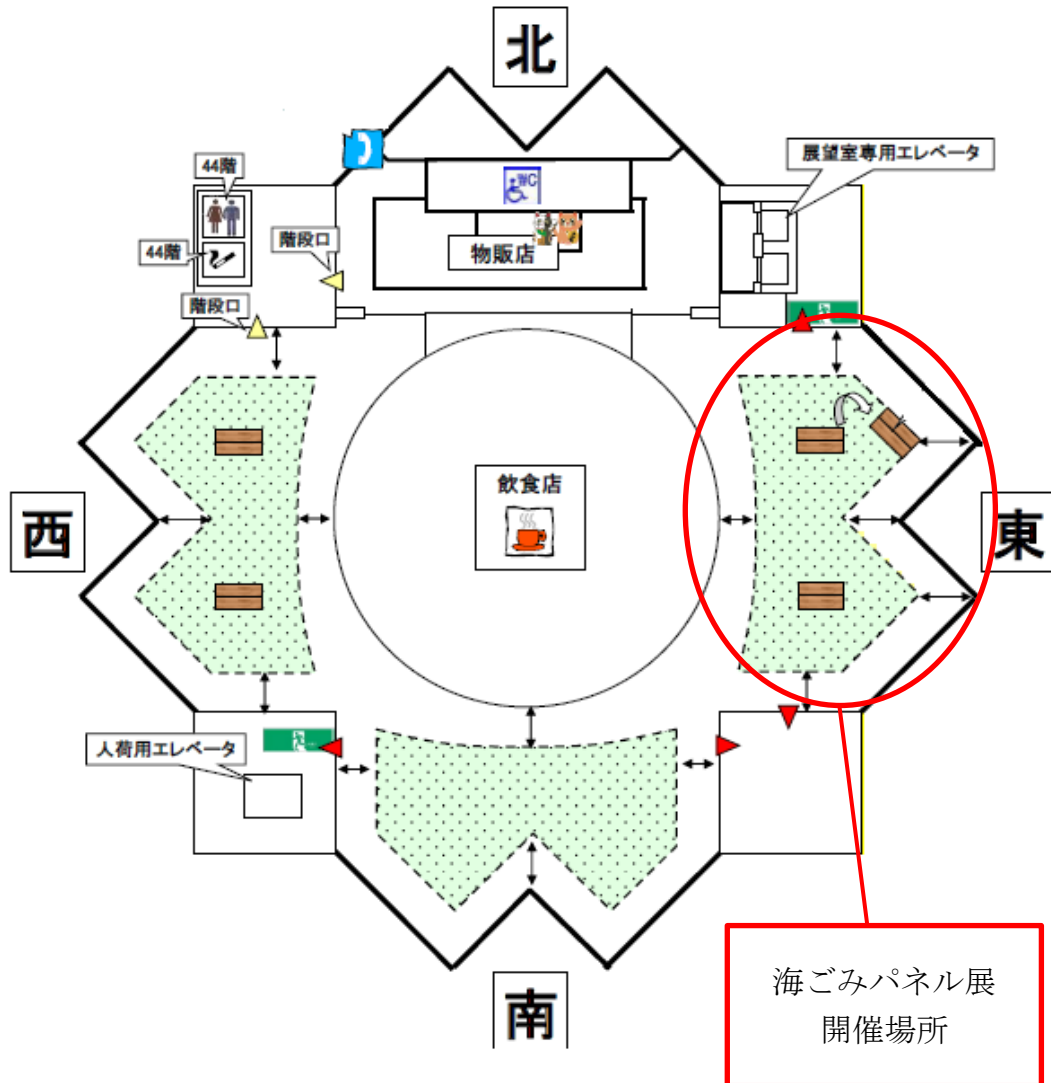 北
展望室専用エレベータ
44階
WC
44階
階段口
物販店
階段口
飲食店
西
東
人荷用エレベータ
南
海ごみパネル展
開催場所